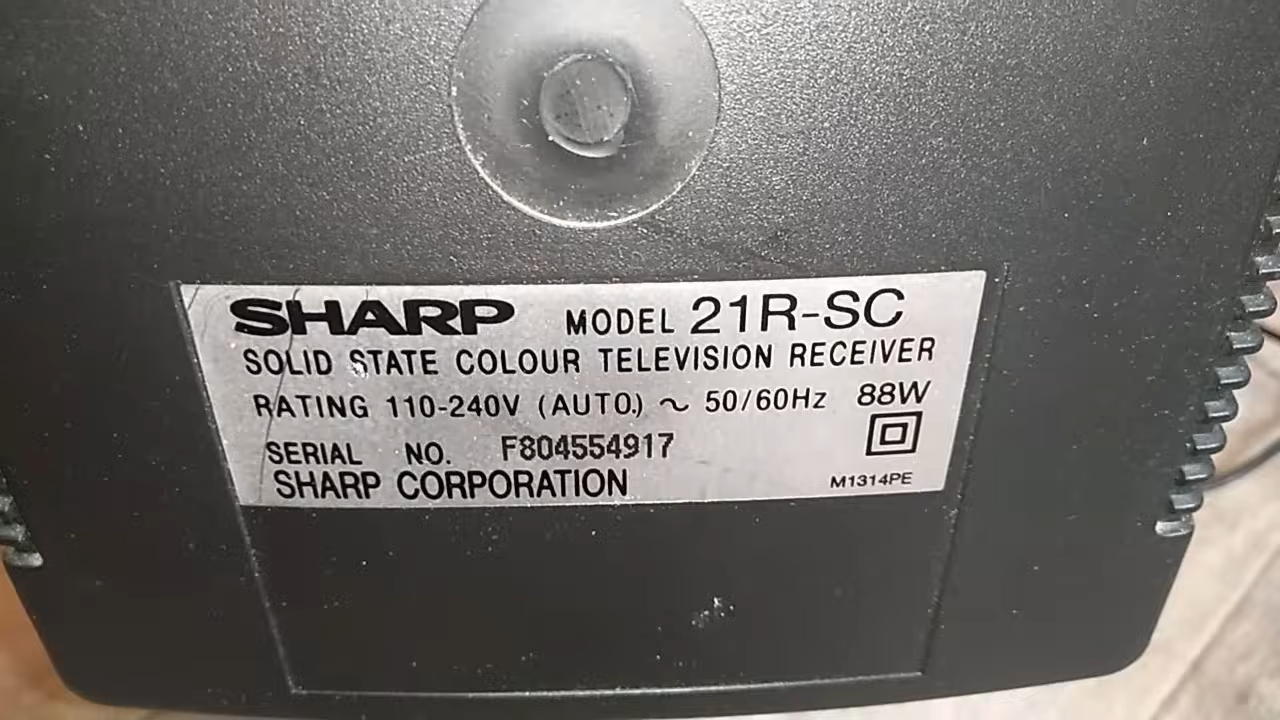 SHARP MODEL 21R-SC
SOLID STATE COLOUR TELEVISION RECEIVER
RATING 110-240V (AUTO.) ~ 50/60Hz 88W
SERIAL NO. F804554917
SHARP CORPORATION M1314PE